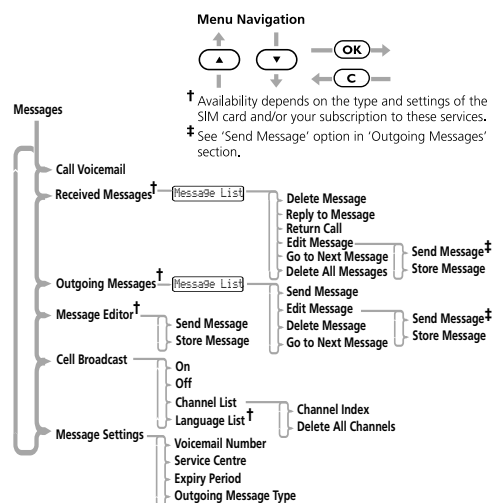 Menu Navigation
OK
C
† Availability depends on the type and settings of the
SIM card and/or your subscription to these services.
‡ See 'Send Message' option in 'Outgoing Messages'
section.
Messages
Call Voicemail
Received Messages†
Message List
Delete Message
Reply to Message
Return Call
Edit Message
Send Message‡
Store Message
Go to Next Message
Delete All Messages
Outgoing Messages†
Message List
Send Message
Edit Message
Send Message‡
Store Message
Delete Message
Go to Next Message
Message Editor†
Send Message
Store Message
Cell Broadcast
On
Off
Channel List
Channel Index
Delete All Channels
Language List†
Message Settings
Voicemail Number
Service Centre
Expiry Period
Outgoing Message Type